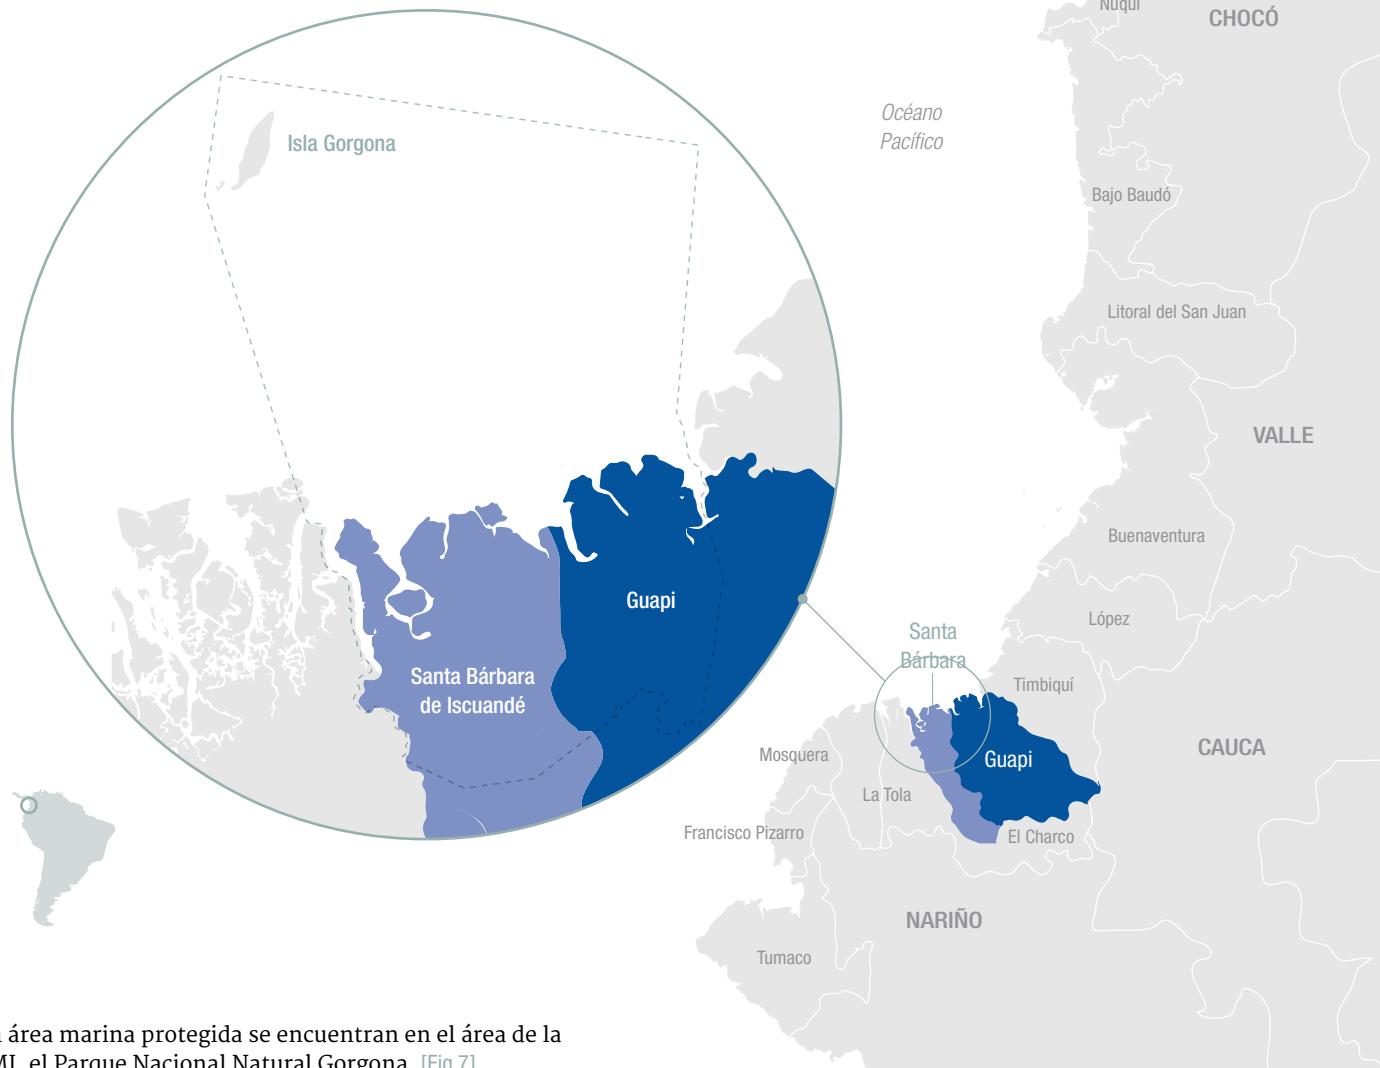 Nuquí
CHOCÓ
Océano
Pacífico
Isla Gorgona
Bajo Baudó
Litoral del San Juan
VALLE
Buenaventura
Guapi
López
Santa
Bárbara
Santa Bárbara
de Iscuandé
Timbiquí
CAUCA
Mosquera
Guapi
La Tola
Francisco Pizarro
El Charco
NARIÑO
Tumaco
área marina protegida se encuentran en el área de la
el Parque Nacional Natural Gorgona. [Fig 7]